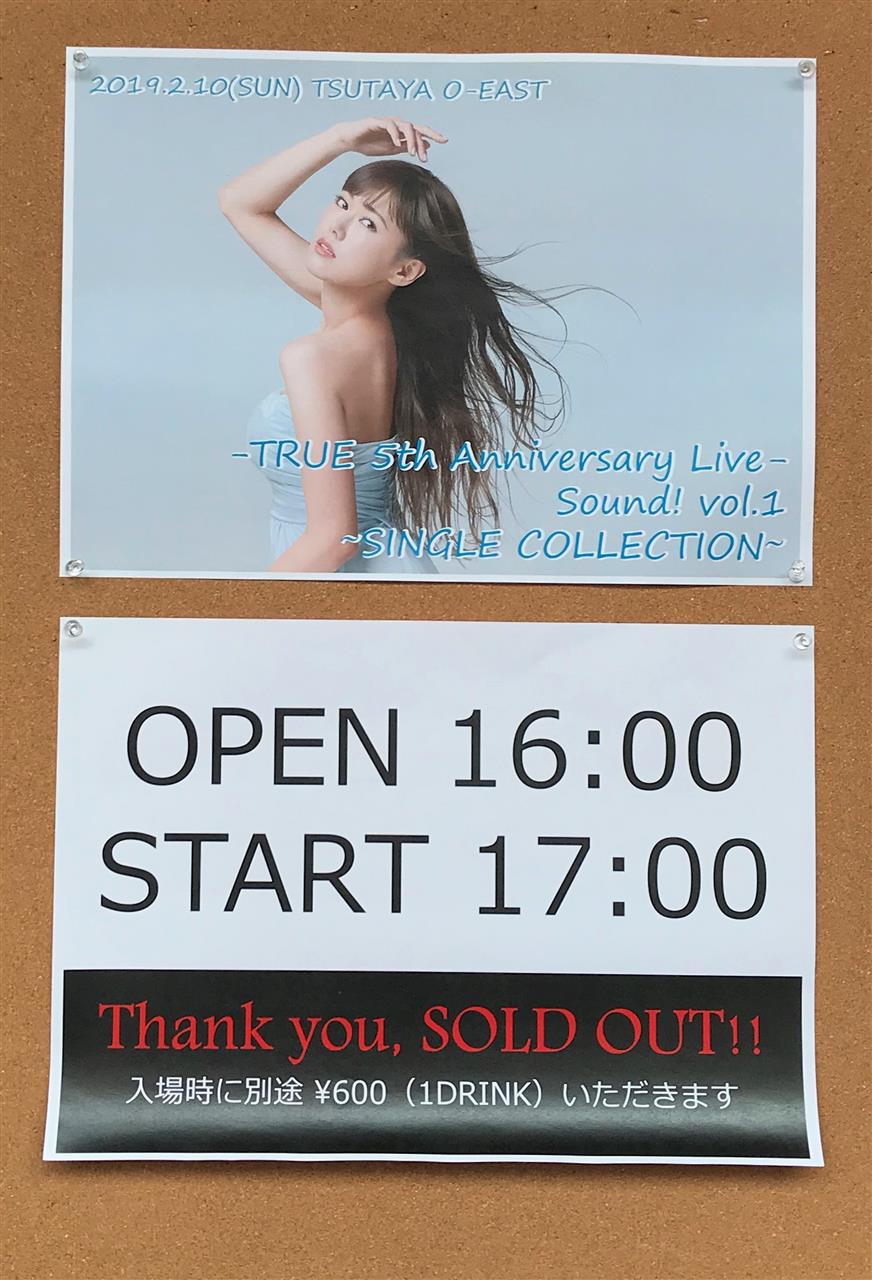 2019.2.10(SUN) TSUTAYA O-EAST
-TRUE 5th Anniversary Live-
Sound! vol.1
~SINGLE COLLECTION~
OPEN 16:00
START 17:00
Thank you, SOLD OUT!!
入場時に別途 ¥600（1DRINK）いただきます